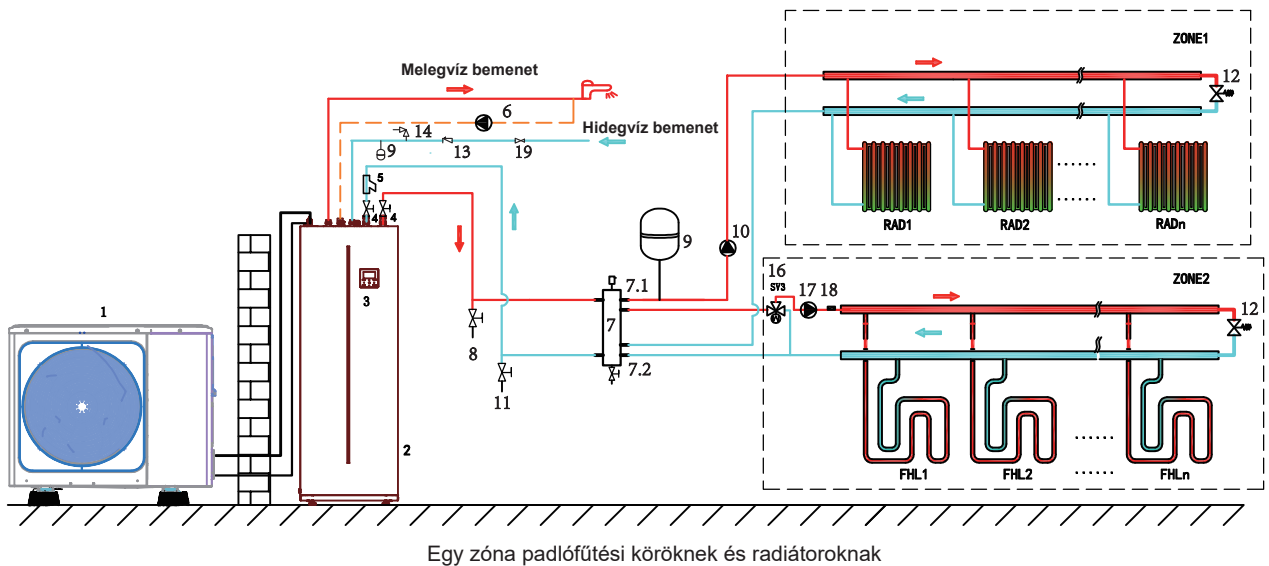 ZONE1
Melegvíz bemenet
12
6
14
Hidegvíz bemenet
9
13
19
5
4
4
RAD1
RAD2
......
......
RADn
10
9
16
SV3
17
18
ZONE2
12
7.1
3
1
7
8
7.2
11
2
FHL1
FHL2
......
......
FHLn
Egy zóna padlófűtési köröknek és radiátoroknak